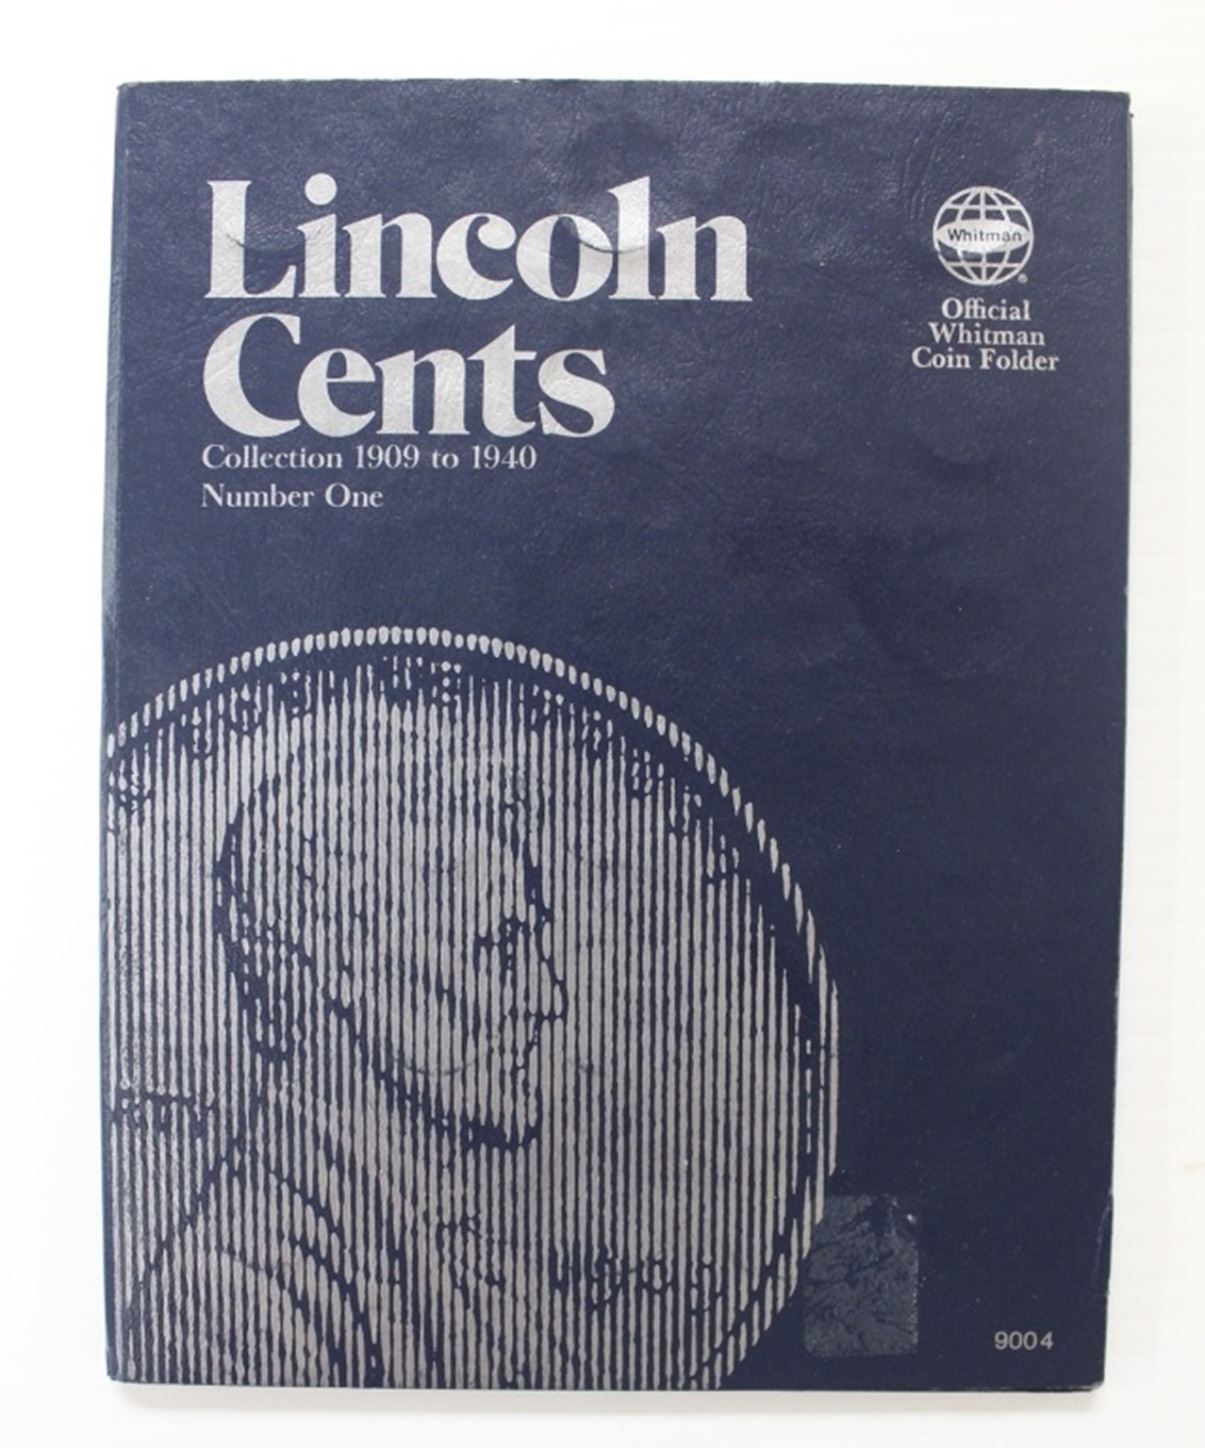 Lincoln
Cents
Collection 1909 to 1940
Number One
Whitman
®
Official
Whitman
Coin Folder
9004